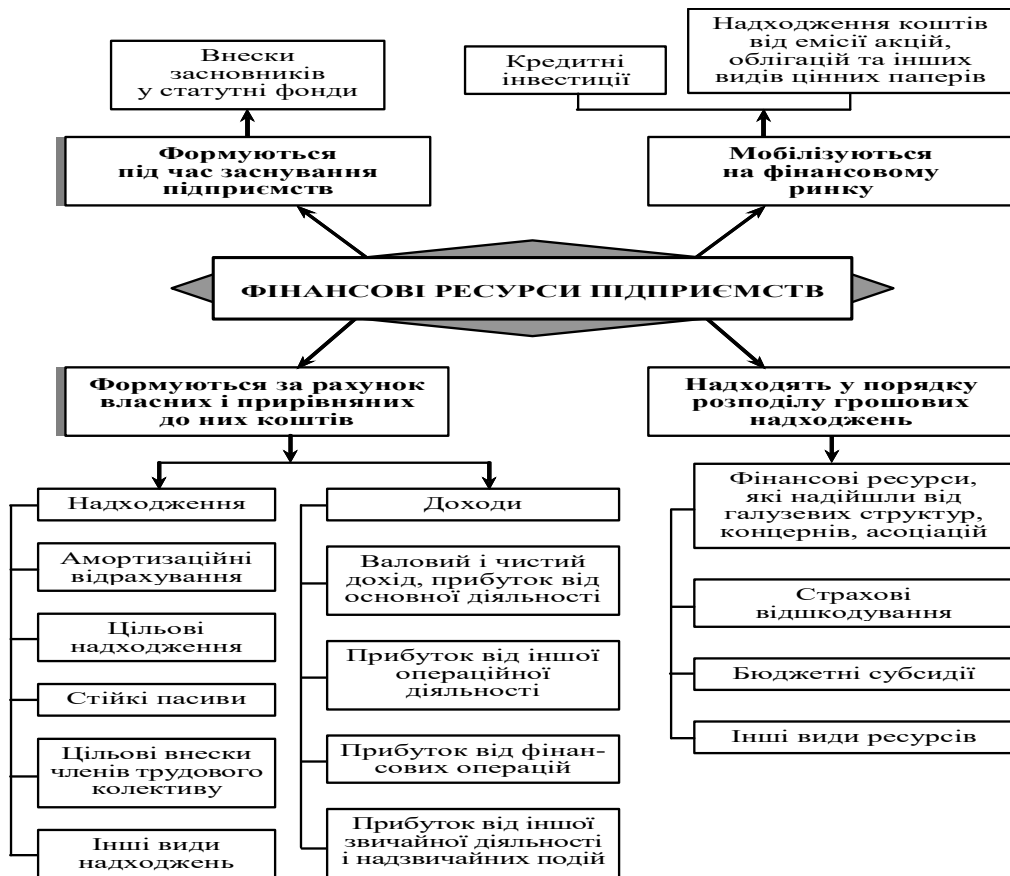 Внески
засновників
у статутні фонди
Кредитні
інвестиції
Надходження коштів
від емісії акцій,
облігацій та інших
видів цінних паперів
Формуються
під час заснування
підприємств
Мобілізуються
на фінансовому
ринку
ФІНАНСОВІ РЕСУРСИ ПІДПРИЄМСТВ
Формуються за рахунок
власних і прирівняних
до них коштів
Надходять у порядку
розподілу грошових
надходжень
Надходження
Амортизаційні
відрахування
Цільові
надходження
Стійкі пасиви
Цільові внески
членів трудового
колективу
Інші види
надходжень
Доходи
Валовий і чистий
дохід, прибуток від
основної діяльності
Прибуток від іншої
операційної
діяльності
Прибуток від фінан-
сових операцій
Прибуток від іншої
звичайної діяльності
і надзвичайних подій
Фінансові ресурси,
які надійшли від
галузевих структур,
концернів, асоціацій
Страхові
відшкодування
Бюджетні субсидії
Інші види ресурсів